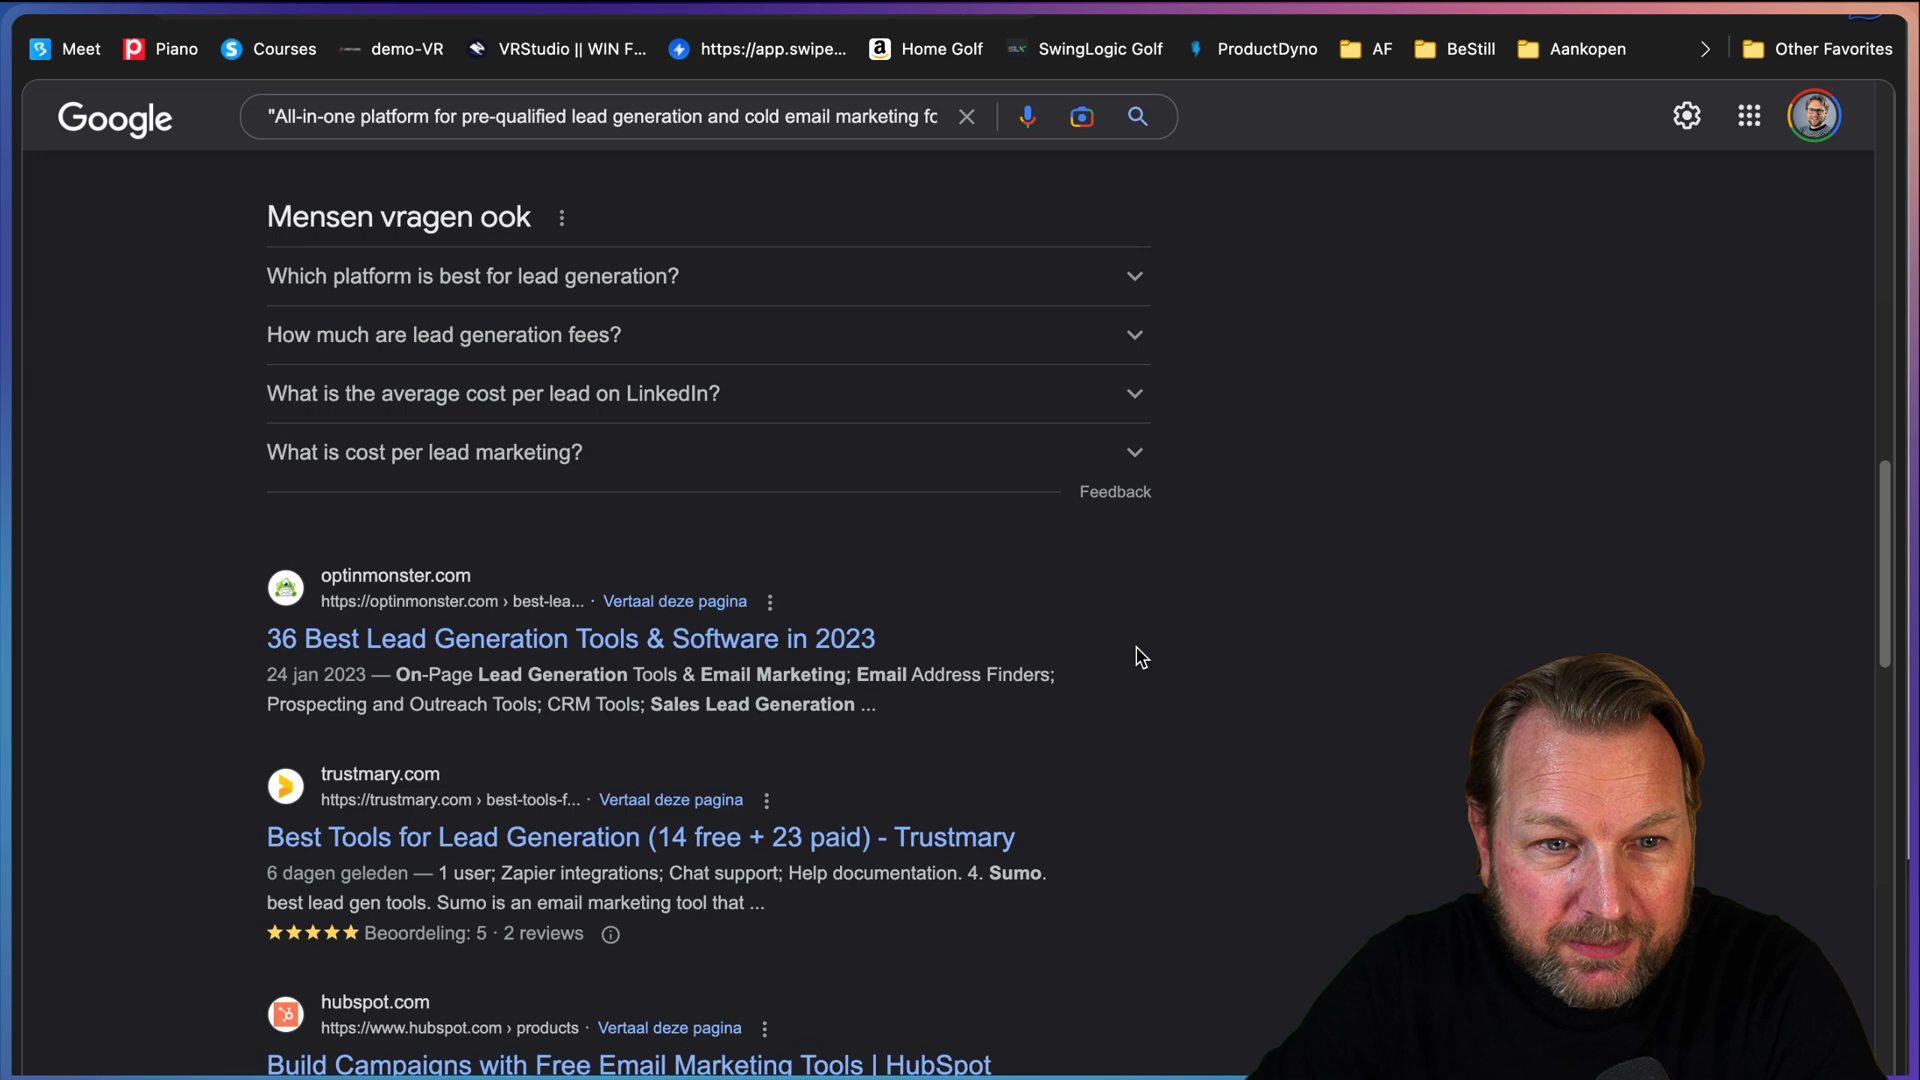 Meet Piano Courses demo-VR VRStudio || WIN F... https://app.swipe... Home Golf SwingLogic Golf ProductDyno AF BeStill Aankopen Other Favorites
Google "All-in-one platform for pre-qualified lead generation and cold email marketing fo
Mensen vragen ook
Which platform is best for lead generation?
How much are lead generation fees?
What is the average cost per lead on LinkedIn?
What is cost per lead marketing?
Feedback
optinmonster.com
https://optinmonster.com › best-lea... · Vertaal deze pagina
36 Best Lead Generation Tools & Software in 2023
24 jan 2023 — On-Page Lead Generation Tools & Email Marketing; Email Address Finders;
Prospecting and Outreach Tools; CRM Tools; Sales Lead Generation ...
trustmary.com
https://trustmary.com › best-tools-f... · Vertaal deze pagina
Best Tools for Lead Generation (14 free + 23 paid) - Trustmary
6 dagen geleden — 1 user; Zapier integrations; Chat support; Help documentation. 4. Sumo.
best lead gen tools. Sumo is an email marketing tool that ...
★★★★★ Beoordeling: 5 · 2 reviews
hubspot.com
https://www.hubspot.com › products · Vertaal deze pagina
Build Campaigns with Free Email Marketing Tools | HubSpot